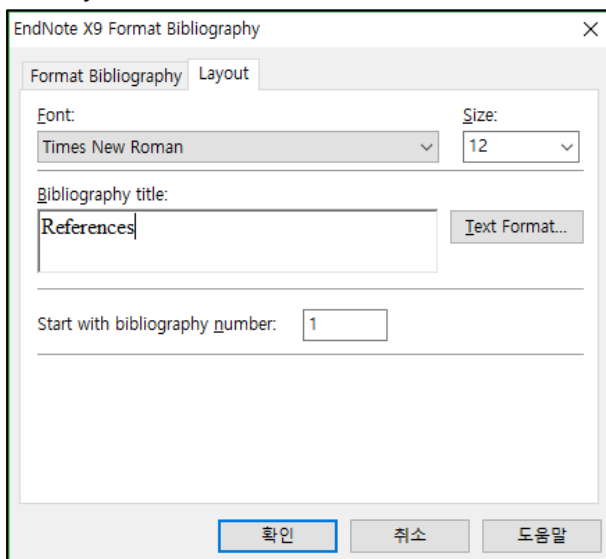 EndNote X9 Format Bibliography
Format Bibliography Layout
Font: Size:
Times New Roman 12
Bibliography title:
References Text Format...
Start with bibliography number: 1
확인 취소 도움말